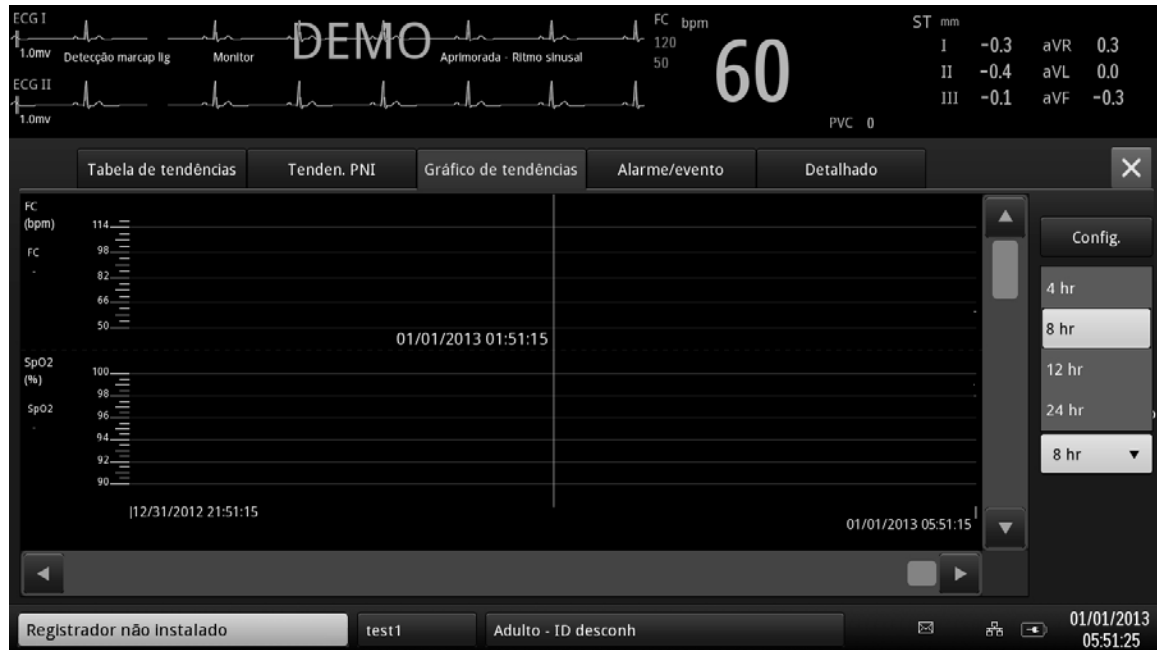 ECG I
1.0mv
Detecção marcap lig
Monitor
DEMO
Aprimorada - Ritmo sinusal
FC bpm
120
50
60
PVC 0
ST mm
I -0.3 aVR 0.3
II -0.4 aVL 0.0
III -0.1 aVF -0.3
ECG II
1.0mv
Tabela de tendências
Tenden. PNI
Gráfico de tendências
Alarme/evento
Detalhado
FC
(bpm)
FC
-
114
98
82
66
50
01/01/2013 01:51:15
SpO2
(%)
SpO2
-
100
98
96
94
92
90
12/31/2012 21:51:15
01/01/2013 05:51:15
Config.
4 hr
8 hr
12 hr
24 hr
8 hr
Registrador não instalado
test1
Adulto - ID desconh
01/01/2013
05:51:25